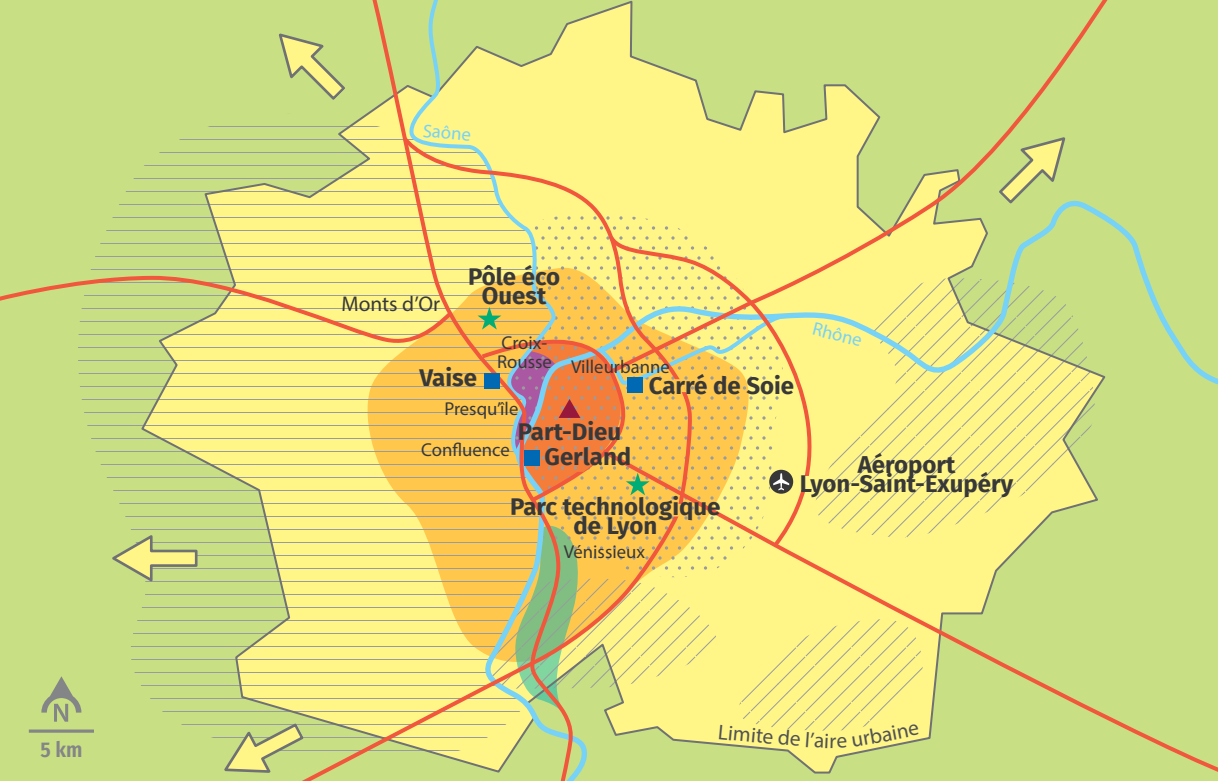 Saône
Pôle éco
Ouest
Monts d'Or
Rhône
Croix-
Rousse
Villeurbanne
Vaise
Carré de Soie
Presqu'île
Part-Dieu
Confluence
Gerland
Aéroport
Lyon-Saint-Exupéry
Parc technologique
de Lyon
Vénissieux
N
5 km
Limite de l'aire urbaine